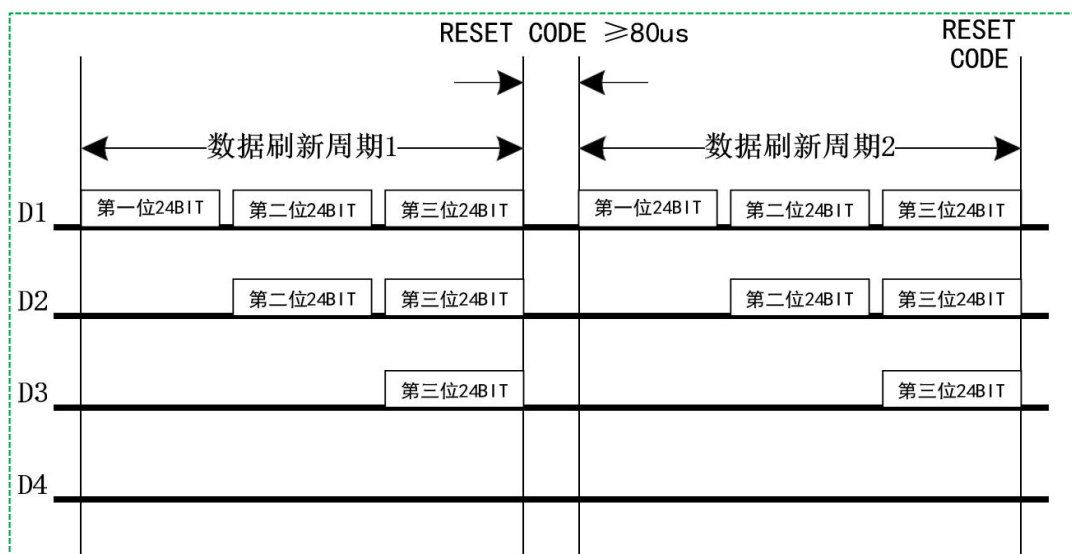 RESET CODE ≥80us
RESET
CODE
数据刷新周期1
数据刷新周期2
D1
第一位24BIT
第二位24BIT
第三位24BIT
第一位24BIT
第二位24BIT
第三位24BIT
D2
第二位24BIT
第三位24BIT
第二位24BIT
第三位24BIT
D3
第三位24BIT
第三位24BIT
D4